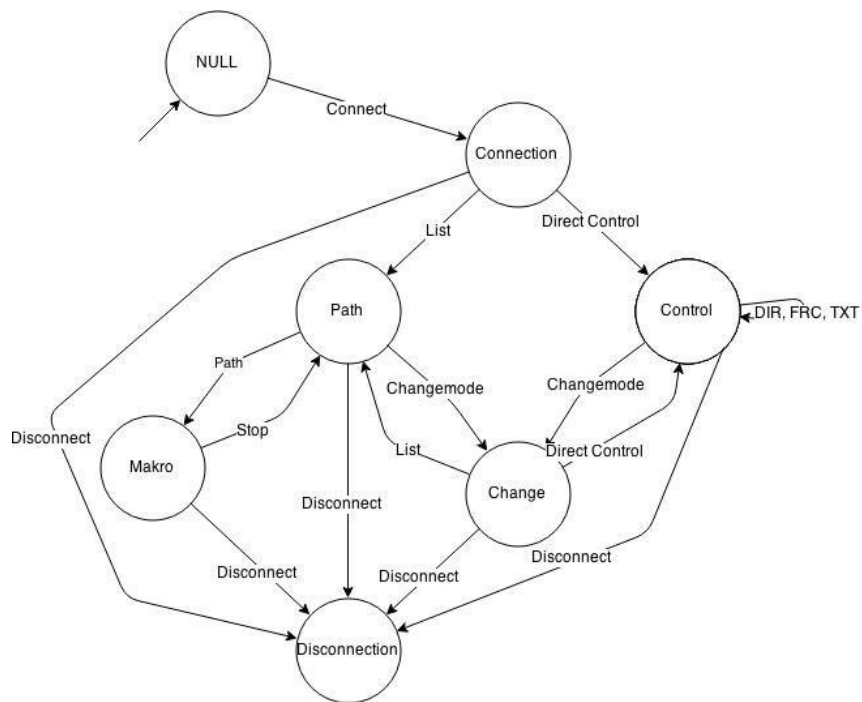 NULL
Connect
Connection
List
Direct Control
Path
Control
DIR, FRC, TXT
Path
Changemode
Changemode
Stop
Disconnect
List
Direct Control
Makro
Change
Disconnect
Disconnect
Disconnect
Disconnect
Disconnection